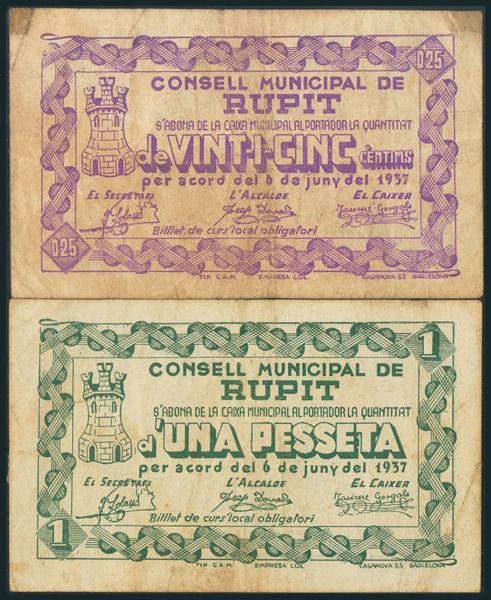 0'25
CONSELL MUNICIPAL DE
RUPIT
S'ABONA DE LA CAIXA MUNICIPAL AL PORTADOR LA QUANTITAT
de VINT-I-CINC CÈNTIMS
per acord del 6 de juny del 1937
EL SECRETARI L'ALCALDE EL CAIXER
Billet de curs local obligatori
0'25
TIP. C.A.M. EMPRESA COL. CASANOVA 55 BARCELONA
1
CONSELL MUNICIPAL DE
RUPIT
S'ABONA DE LA CAIXA MUNICIPAL AL PORTADOR LA QUANTITAT
d'UNA PESSETA
per acord del 6 de juny del 1937
EL SECRETARI L'ALCALDE EL CAIXER
Billet de curs local obligatori
1
TIP. C.A.M. EMPRESA COL. CASANOVA 55 BARCELONA